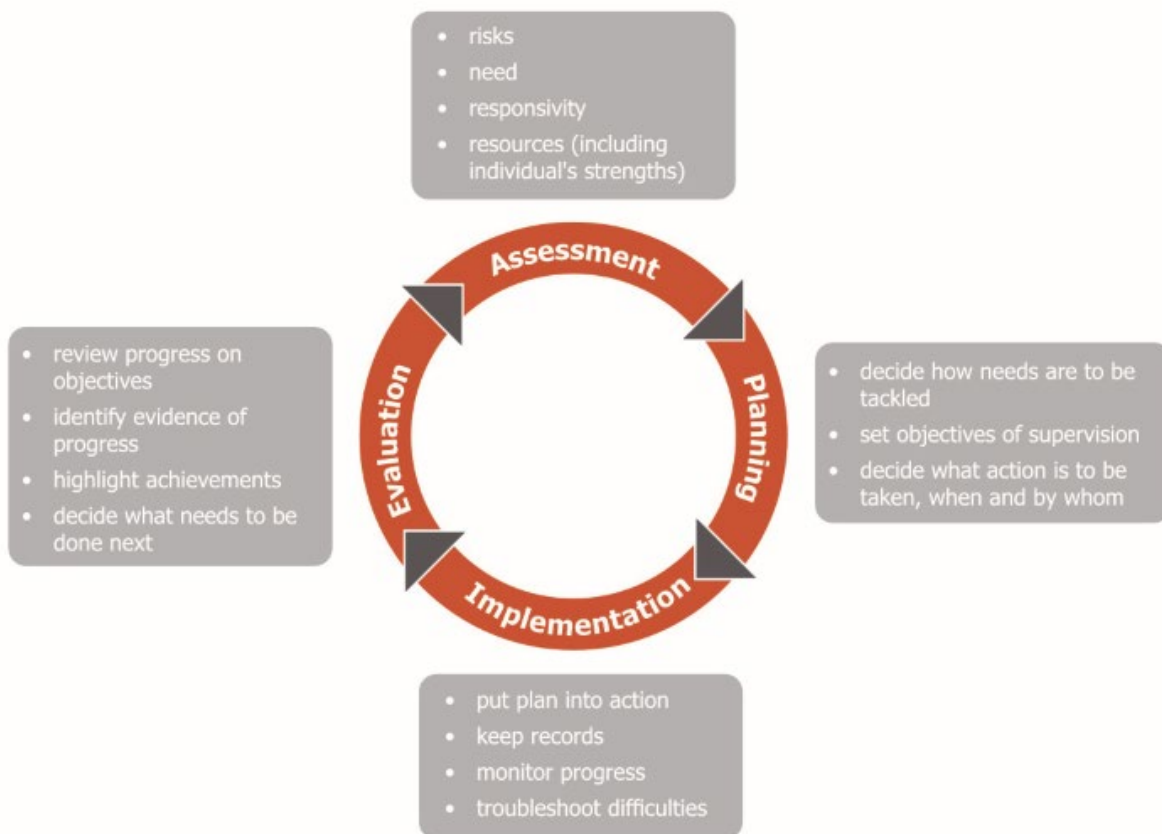 • risks
• need
• responsivity
• resources (including
individual's strengths)
Assessment
Planning
Implementation
Evaluation
• review progress on
objectives
• identify evidence of
progress
• highlight achievements
• decide what needs to be
done next
• decide how needs are to be
tackled
• set objectives of supervision
• decide what action is to be
taken, when and by whom
• put plan into action
• keep records
• monitor progress
• troubleshoot difficulties